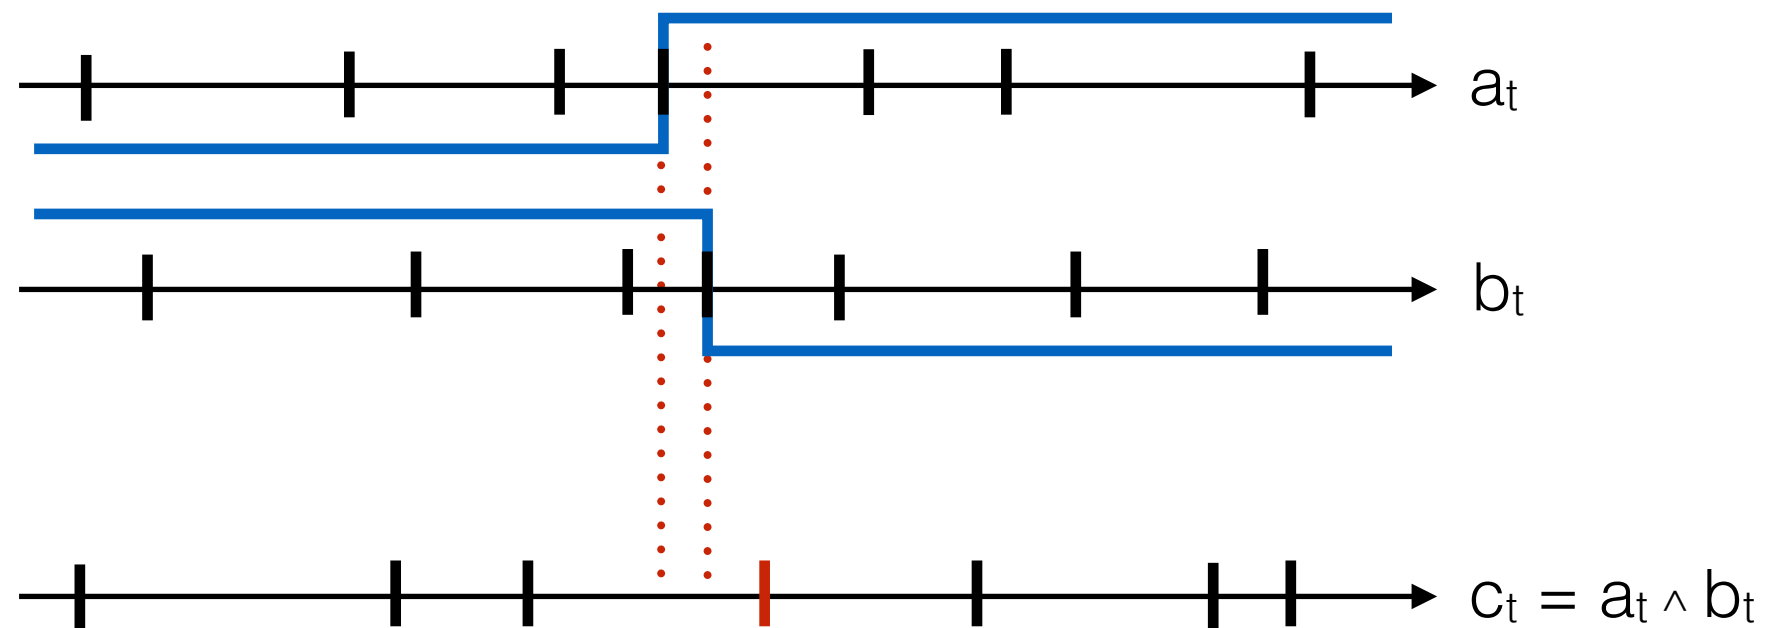 aₜ
bₜ
cₜ = aₜ ∧ bₜ